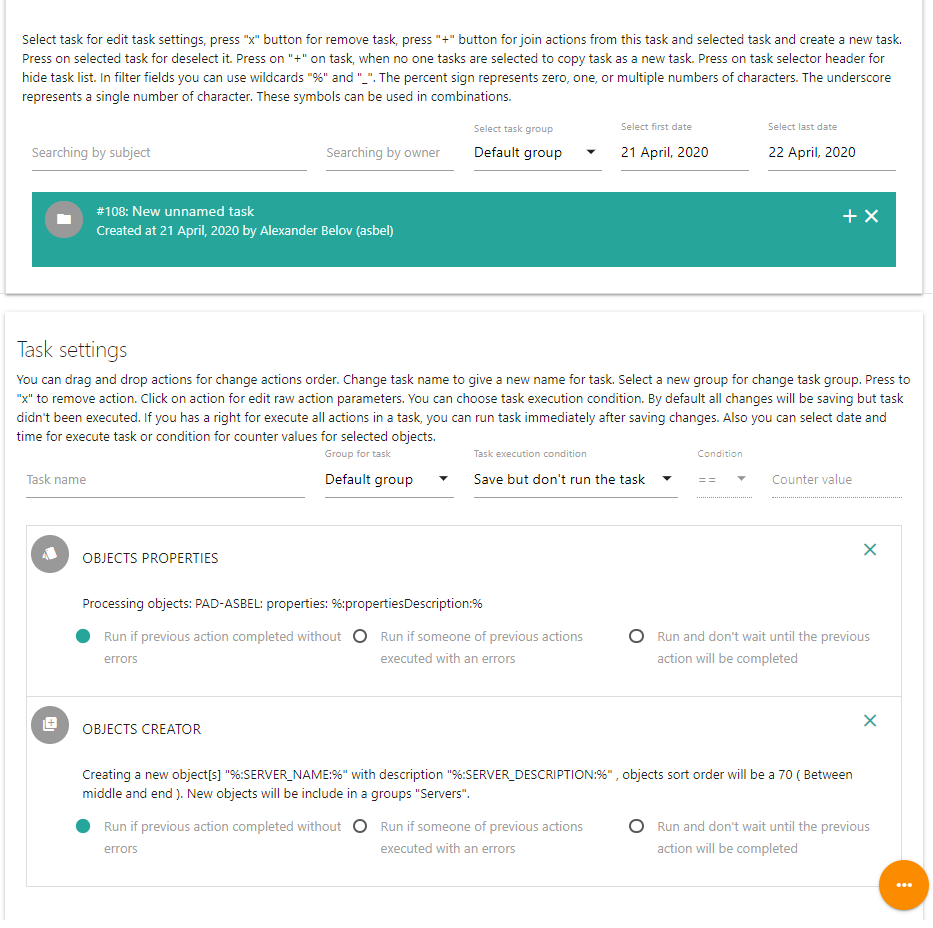 Select task for edit task settings, press "x" button for remove task, press "+" button for join actions from this task and selected task and create a new task.
Press on selected task for deselect it. Press on "+" on task, when no one tasks are selected to copy task as a new task. Press on task selector header for
hide task list. In filter fields you can use wildcards "%" and "_". The percent sign represents zero, one, or multiple numbers of characters. The underscore
represents a single number of character. These symbols can be used in combinations.
Select task group
Select first date
Select last date
Searching by subject
Searching by owner
Default group
21 April, 2020
22 April, 2020
#108: New unnamed task
Created at 21 April, 2020 by Alexander Belov (asbel)
Task settings
You can drag and drop actions for change actions order. Change task name to give a new name for task. Select a new group for change task group. Press to
"x" to remove action. Click on action for edit raw action parameters. You can choose task execution condition. By default all changes will be saving but task
didn't been executed. If you has a right for execute all actions in a task, you can run task immediately after saving changes. Also you can select date and
time for execute task or condition for counter values for selected objects.
Group for task
Task execution condition
Condition
Task name
Default group
Save but don't run the task
==
Counter value
OBJECTS PROPERTIES
Processing objects: PAD-ASBEL: properties: %:propertiesDescription:%
Run if previous action completed without
errors
Run if someone of previous actions
executed with an errors
Run and don't wait until the previous
action will be completed
OBJECTS CREATOR
Creating a new object[s] "%:SERVER_NAME:%" with description "%:SERVER_DESCRIPTION:%" , objects sort order will be a 70 ( Between
middle and end ). New objects will be include in a groups "Servers".
Run if previous action completed without
errors
Run if someone of previous actions
executed with an errors
Run and don't wait until the previous
action will be completed